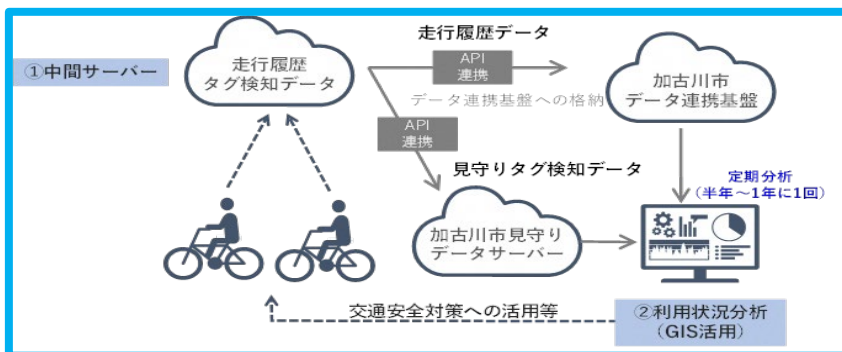 走行履歴データ
①中間サーバー
走行履歴
タグ検知データ
API
連携
加古川市
データ連携基盤
データ連携基盤への格納
API
連携
見守りタグ検知データ
定期分析
(半年～1年に1回)
加古川市見守り
データサーバー
交通安全対策への活用等
②利用状況分析
(GIS活用)